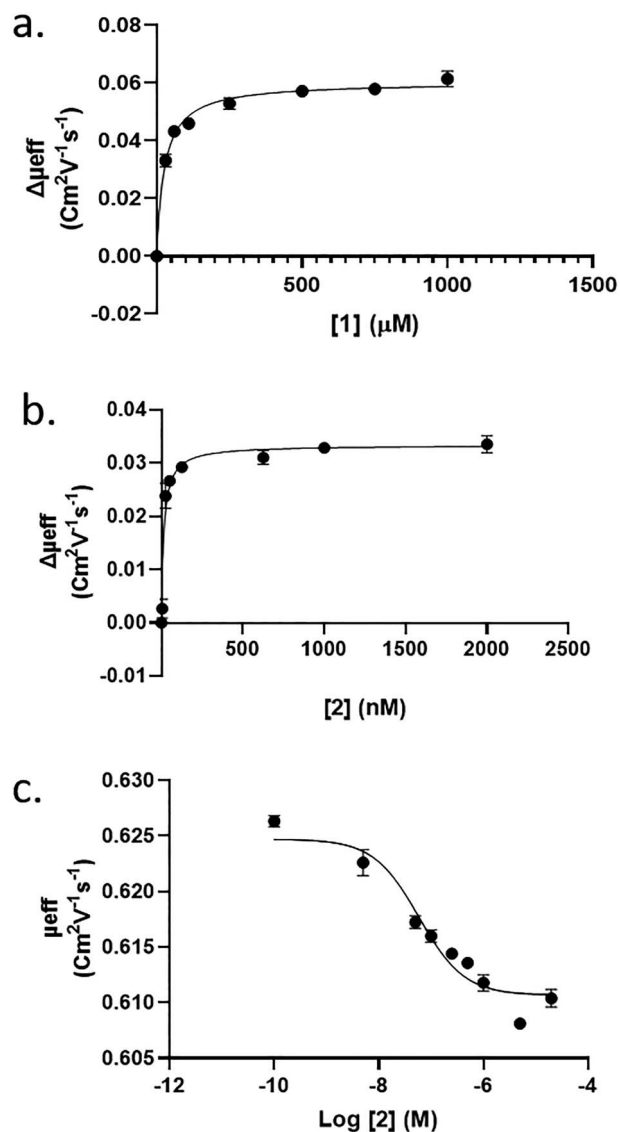 a.
0.08
0.06
0.04
0.02
0.00
-0.02
Δμeff
(Cm²V⁻¹s⁻¹)
500
1000
1500
[1] (μM)
b.
0.04
0.03
0.02
0.01
0.00
-0.01
Δμeff
(Cm²V⁻¹s⁻¹)
500
1000
1500
2000
2500
[2] (nM)
c.
0.630
0.625
0.620
0.615
0.610
0.605
μeff
(Cm²V⁻¹s⁻¹)
-12
-10
-8
-6
-4
Log [2] (M)